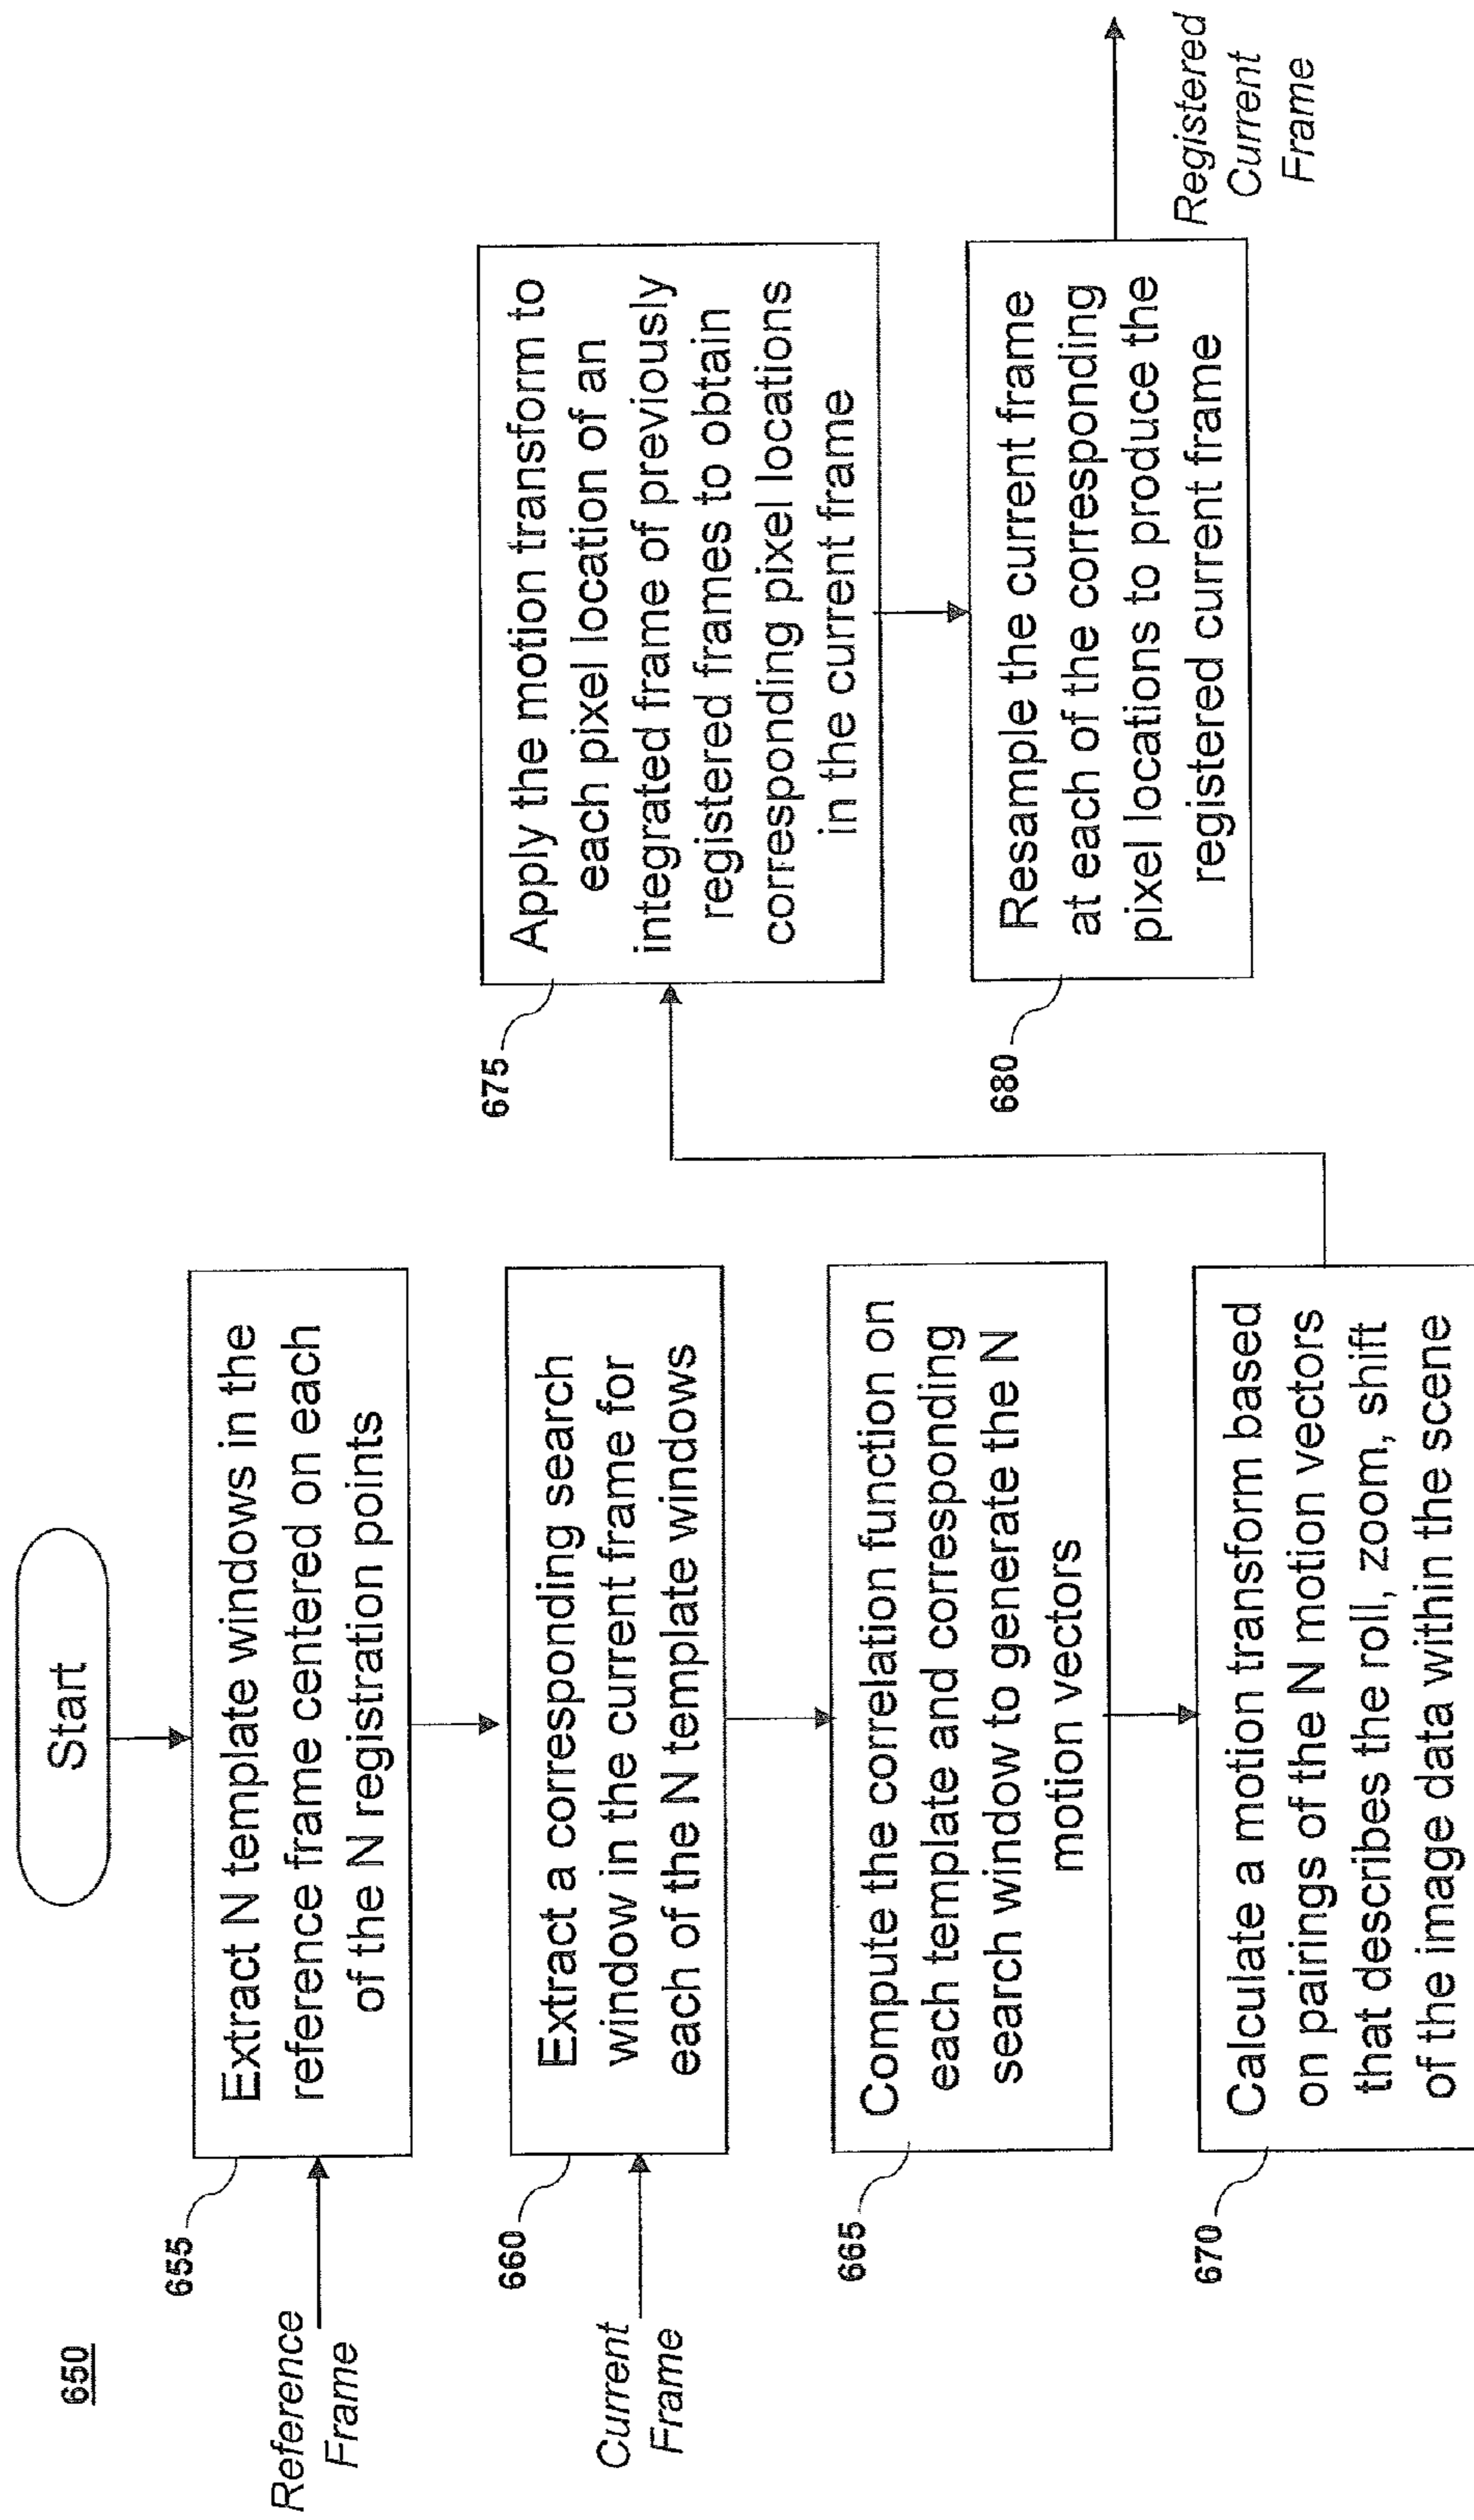 650
Start
Reference
Frame
655
Extract N template windows in the
reference frame centered on each
of the N registration points
Current
Frame
660
Extract a corresponding search
window in the current frame for
each of the N template windows
665
Compute the correlation function on
each template and corresponding
search window to generate the N
motion vectors
670
Calculate a motion transform based
on pairings of the N motion vectors
that describes the roll, zoom, shift
of the image data within the scene
675
Apply the motion transform to
each pixel location of an
integrated frame of previously
registered frames to obtain
corresponding pixel locations
in the current frame
680
Resample the current frame
at each of the corresponding
pixel locations to produce the
registered current frame
Registered
Current
Frame